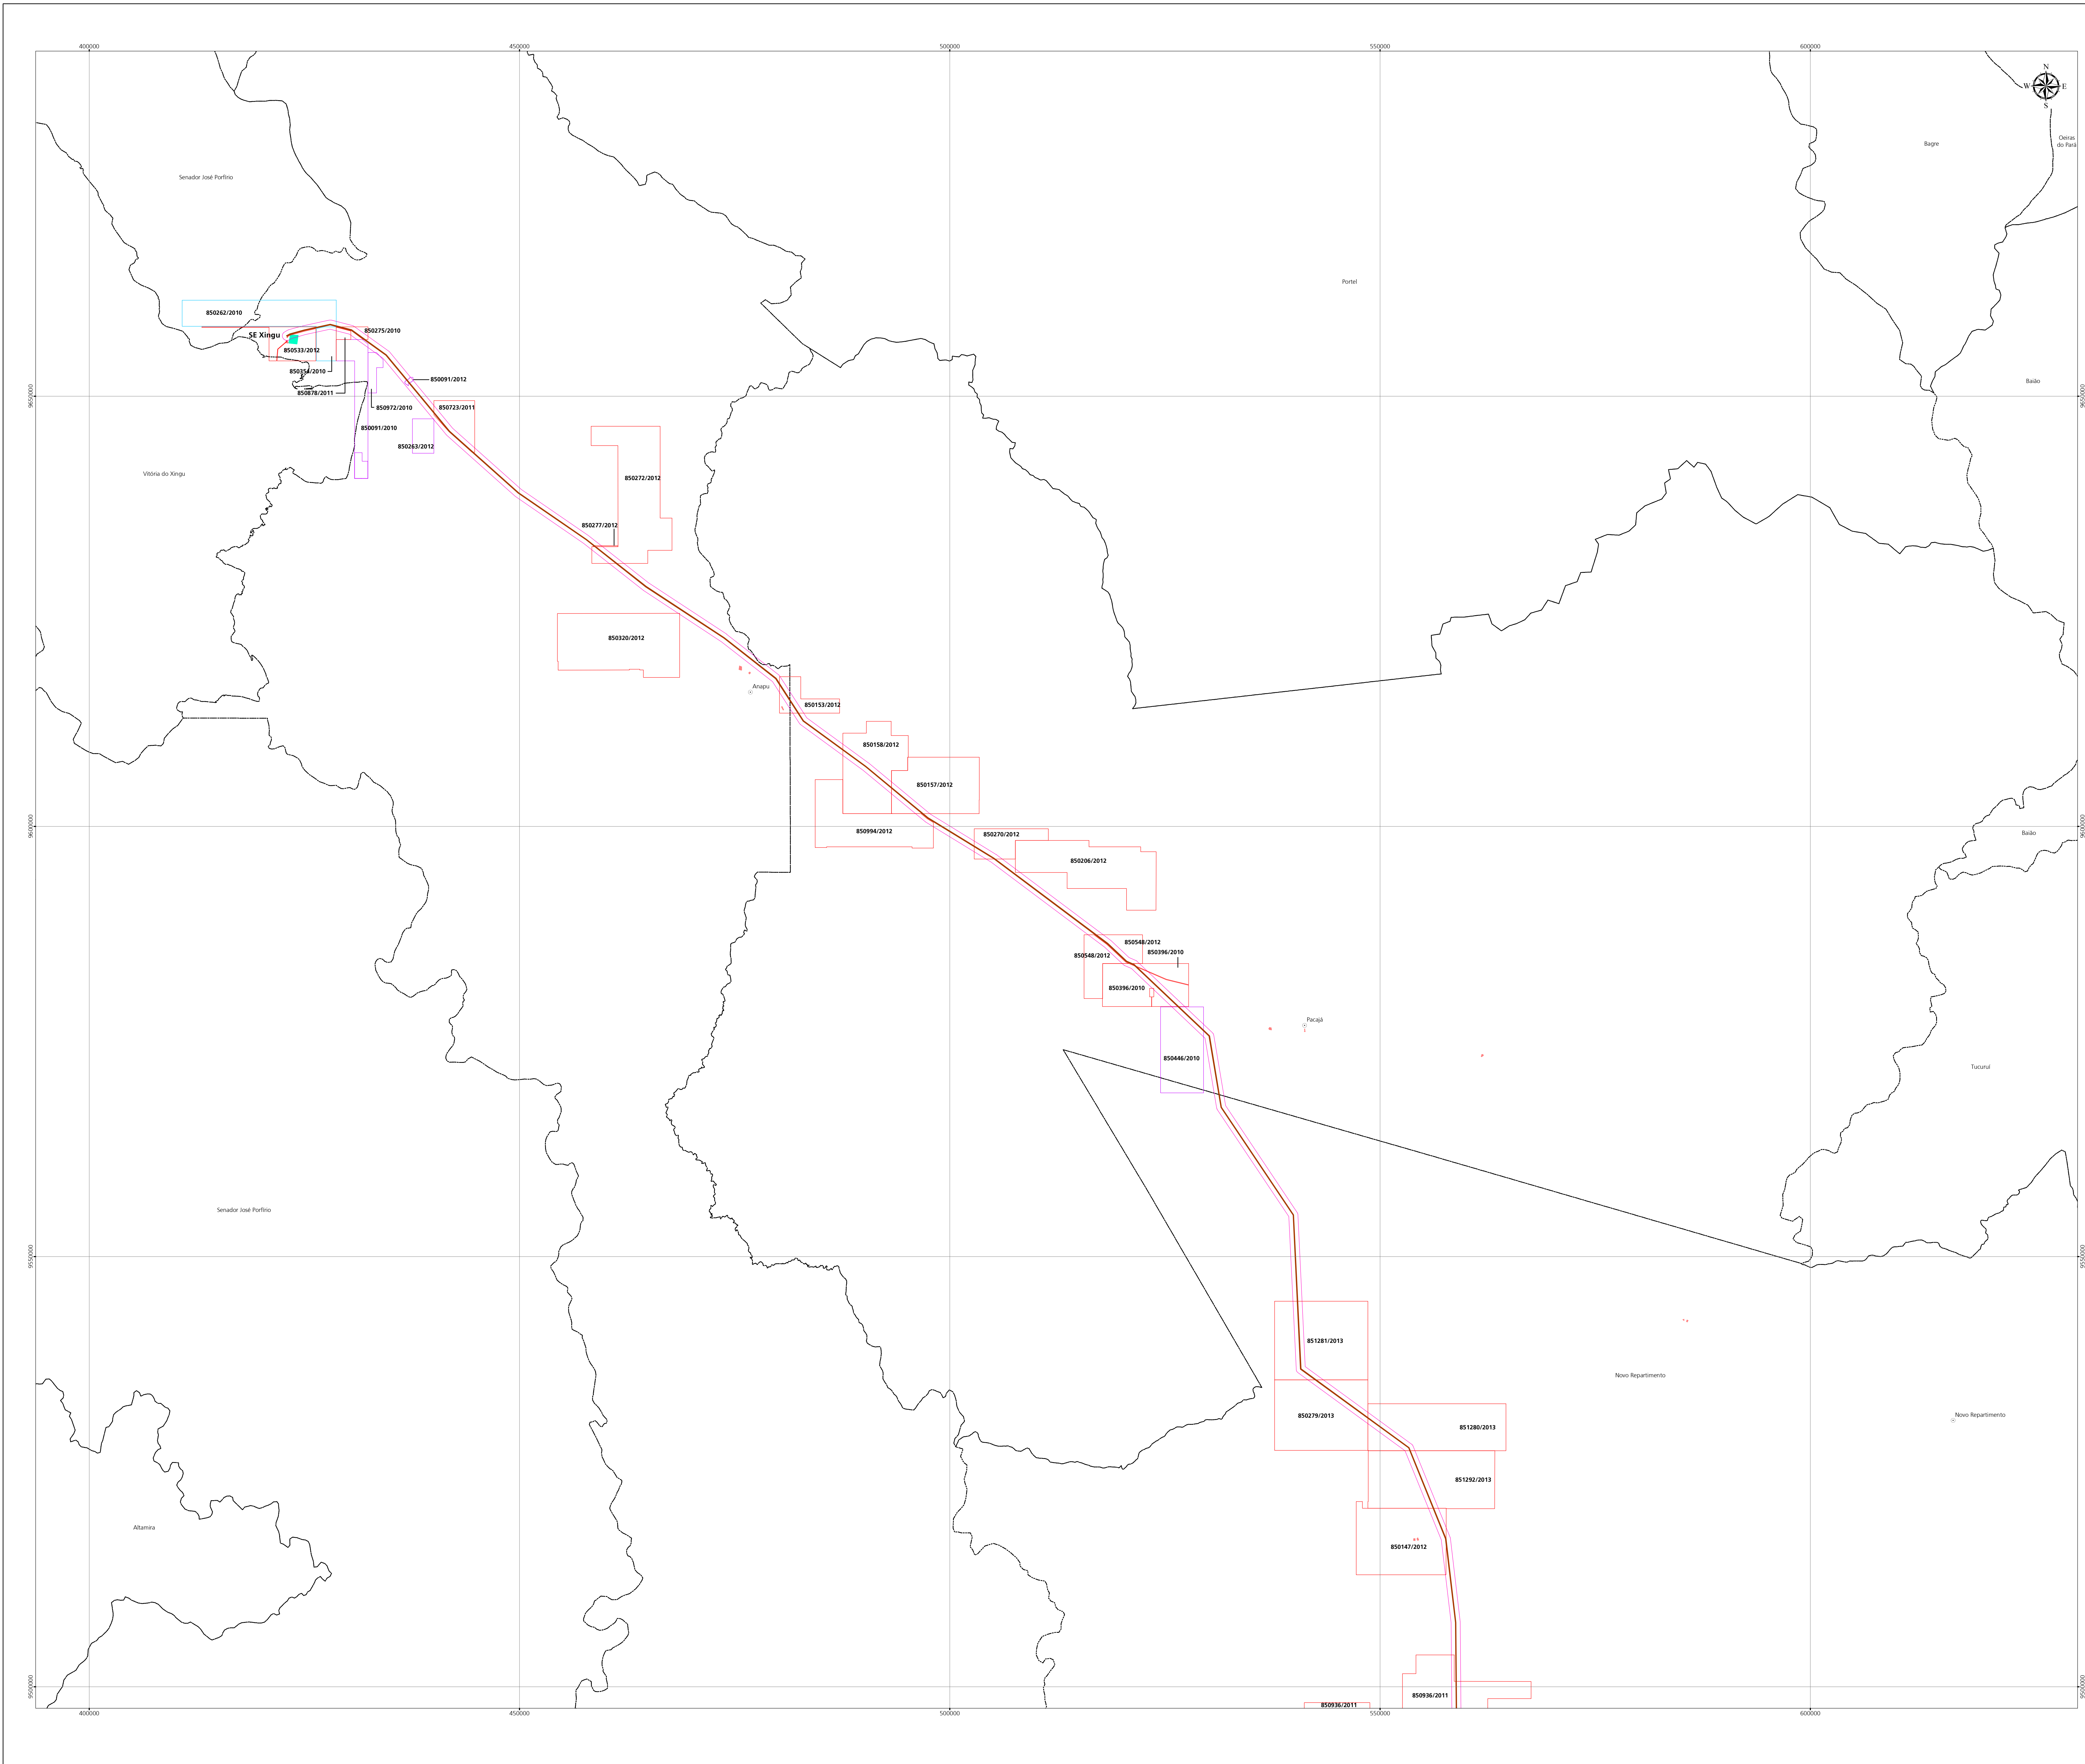 400000
450000
500000
550000
600000
N
W
E
S
Oeiras
do Pará
Bagre
Senador José Porfírio
Portel
850262/2010
850275/2010
SE Xingu
850533/2012
850354/2010
850091/2012
Baião
850878/2011
9650000
9650000
850972/2010
850723/2011
850091/2010
850263/2012
Vitória do Xingu
850272/2012
850277/2012
850320/2012
Anapu
850153/2012
850158/2012
850157/2012
9600000
9600000
850994/2012
850270/2012
Baião
850206/2012
850548/2012
850396/2010
850548/2012
850396/2010
Pacajá
850446/2010
Tucuruí
Senador José Porfírio
9550000
9550000
851281/2013
Novo Repartimento
850279/2013
Novo Repartimento
851280/2013
851292/2013
Altamira
850147/2012
9500000
9500000
850936/2011
850936/2011
400000
450000
500000
550000
600000